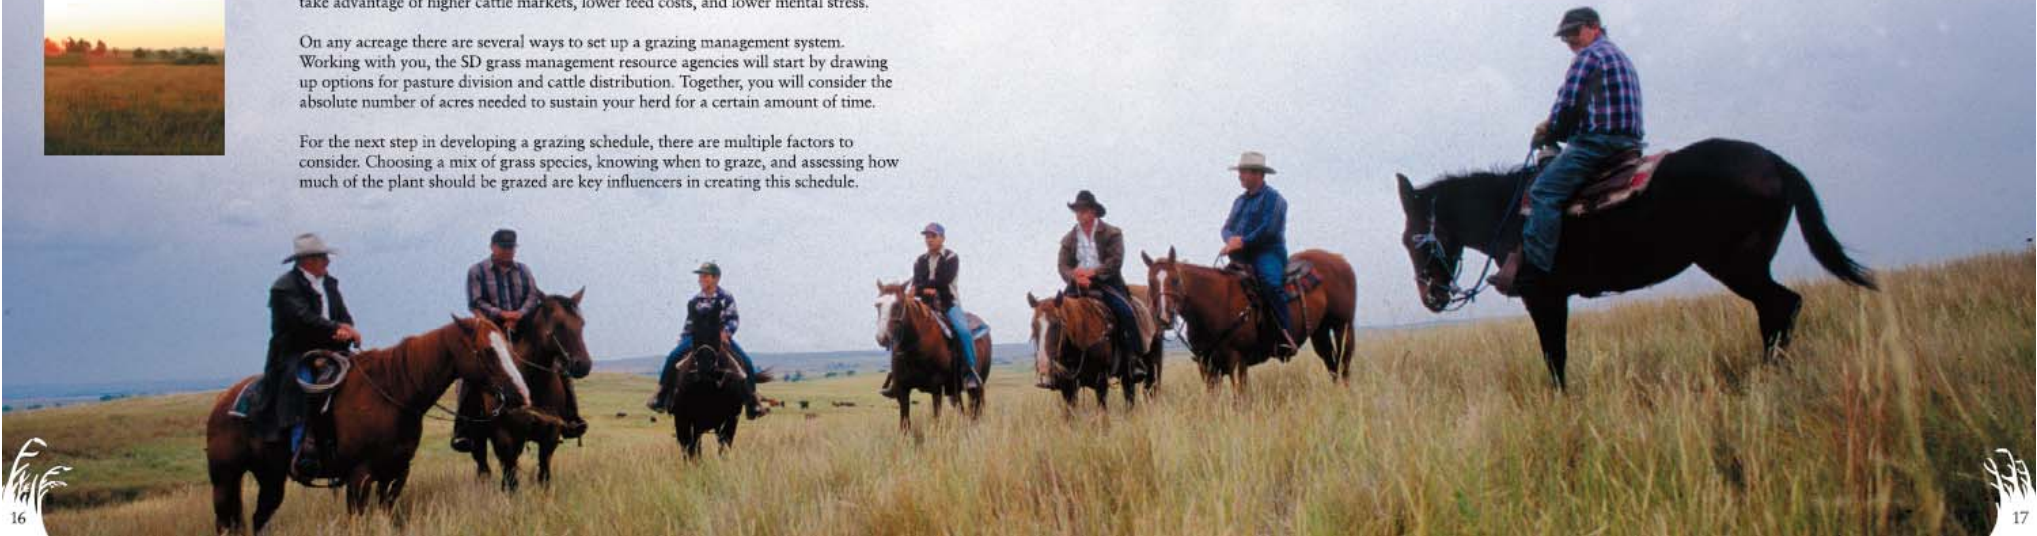 take advantage of higher cattle markets, lower feed costs, and lower mental stress.
On any acreage there are several ways to set up a grazing management system.
Working with you, the SD grass management resource agencies will start by drawing
up options for pasture division and cattle distribution. Together, you will consider the
absolute number of acres needed to sustain your herd for a certain amount of time.
For the next step in developing a grazing schedule, there are multiple factors to
consider. Choosing a mix of grass species, knowing when to graze, and assessing how
much of the plant should be grazed are key influencers in creating this schedule.
16
17